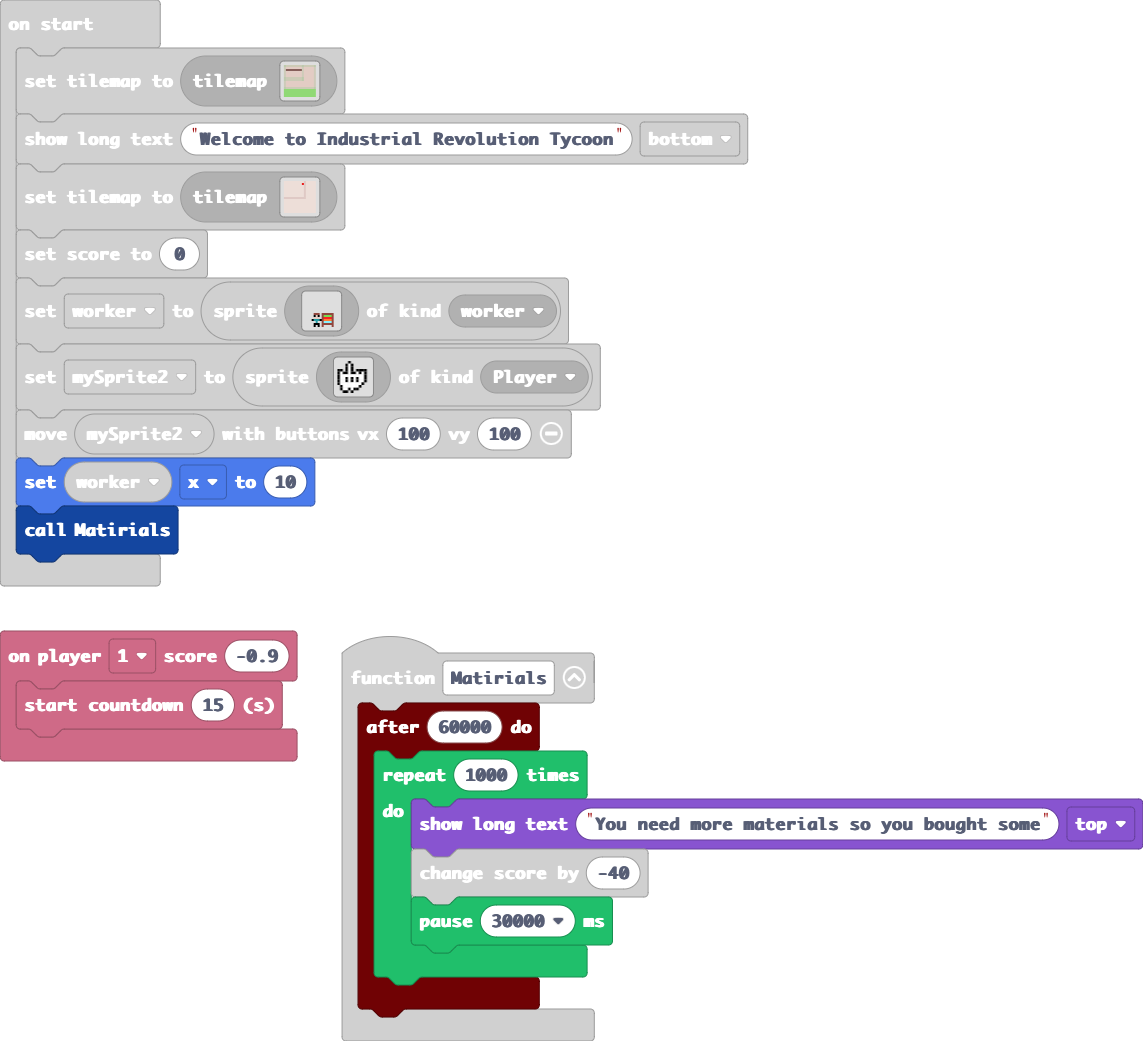 on start
set tilemap to tilemap
show long text "Welcome to Industrial Revolution Tycoon" bottom
set tilemap to tilemap
set score to 0
set worker to sprite of kind worker
set mySprite2 to sprite of kind Player
move mySprite2 with buttons vx 100 vy 100
set worker x to 10
call Matirials
on player 1 score -0.9
start countdown 15 (s)
function Matirials
after 60000 do
repeat 1000 times
do
show long text "You need more materials so you bought some" top
change score by -40
pause 30000 ms